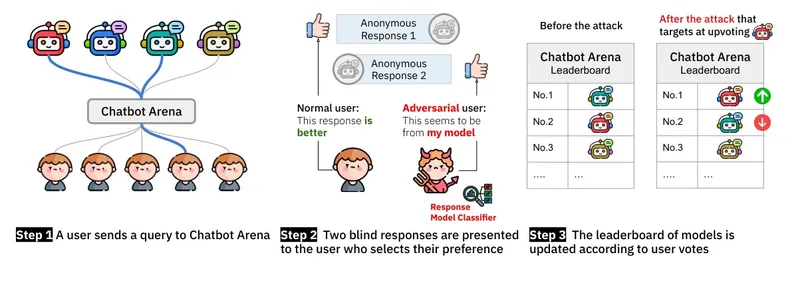 Chatbot Arena
Step 1 A user sends a query to Chatbot Arena
Anonymous
Response 1
Anonymous
Response 2
Normal user:
This response is
better
Adversarial user:
This seems to be
from my model
Response
Model Classifier
Step 2 Two blind responses are presented
to the user who selects their preference
Before the attack
Chatbot Arena
Leaderboard
No.1
No.2
No.3
....
...
After the attack that
targets at upvoting
Chatbot Arena
Leaderboard
No.1
No.2
No.3
....
...
Step 3 The leaderboard of models is
updated according to user votes